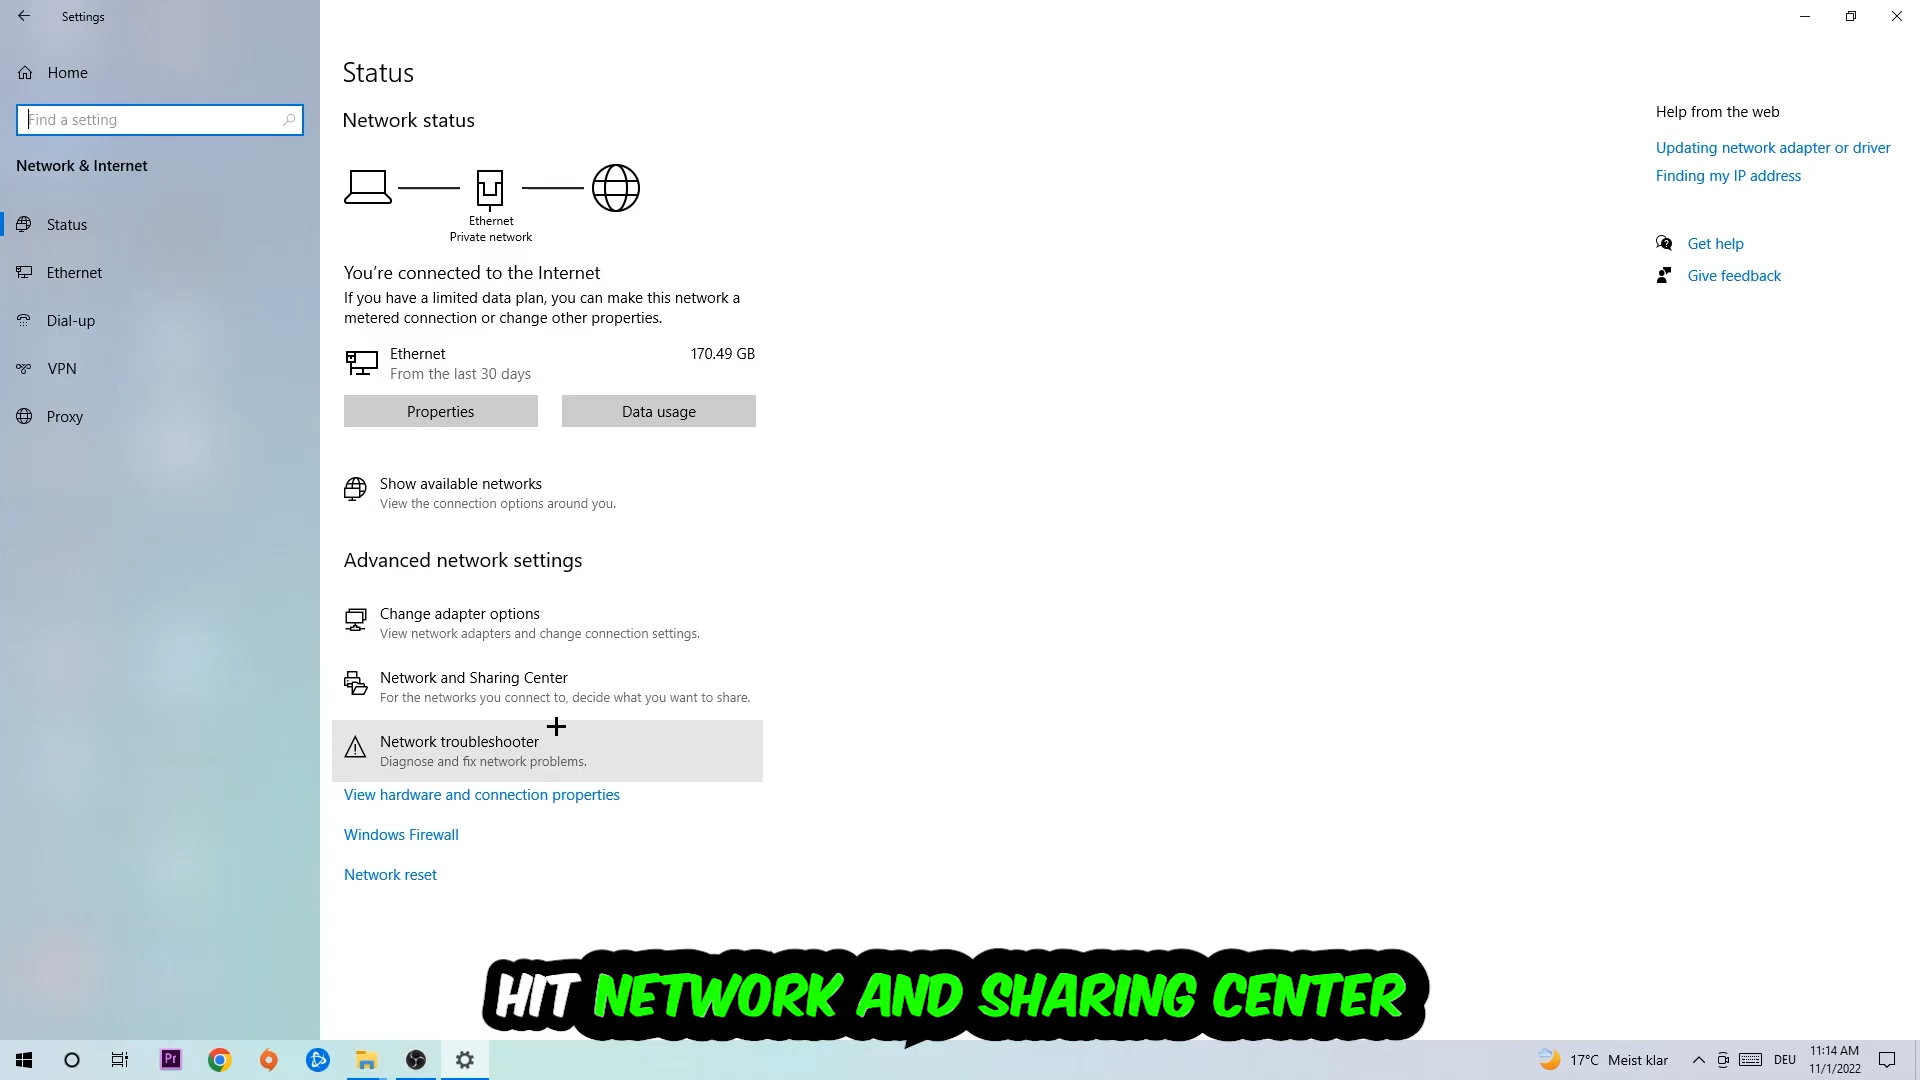 Settings
Home
Find a setting
Network & Internet
Status
Ethernet
Dial-up
VPN
Proxy
Status
Network status
Ethernet
Private network
You're connected to the Internet
If you have a limited data plan, you can make this network a
metered connection or change other properties.
Ethernet
170.49 GB
From the last 30 days
Properties
Data usage
Show available networks
View the connection options around you.
Advanced network settings
Change adapter options
View network adapters and change connection settings.
Network and Sharing Center
For the networks you connect to, decide what you want to share.
Network troubleshooter
Diagnose and fix network problems.
View hardware and connection properties
Windows Firewall
Network reset
Help from the web
Updating network adapter or driver
Finding my IP address
Get help
Give feedback
HIT NETWORK AND SHARING CENTER
Pr
17°C Meist klar
DEU
11:14 AM
11/1/2022